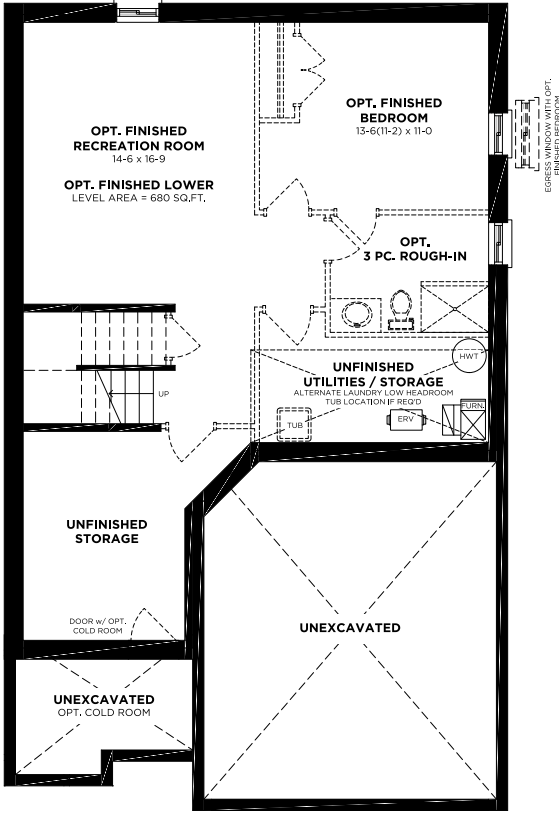 OPT. FINISHED
RECREATION ROOM
14-6 x 16-9
OPT. FINISHED LOWER
LEVEL AREA = 680 SQ.FT.
OPT. FINISHED
BEDROOM
13-6(11-2) x 11-0
EGRESS WINDOW WITH OPT.
FINISHED BEDROOM
OPT.
3 PC. ROUGH-IN
HWT
UNFINISHED
UTILITIES / STORAGE
ALTERNATE LAUNDRY LOW HEADROOM
TUB LOCATION IF REQ'D
UP
TUB
ERV
FURN.
UNFINISHED
STORAGE
DOOR w/ OPT.
COLD ROOM
UNEXCAVATED
UNEXCAVATED
OPT. COLD ROOM